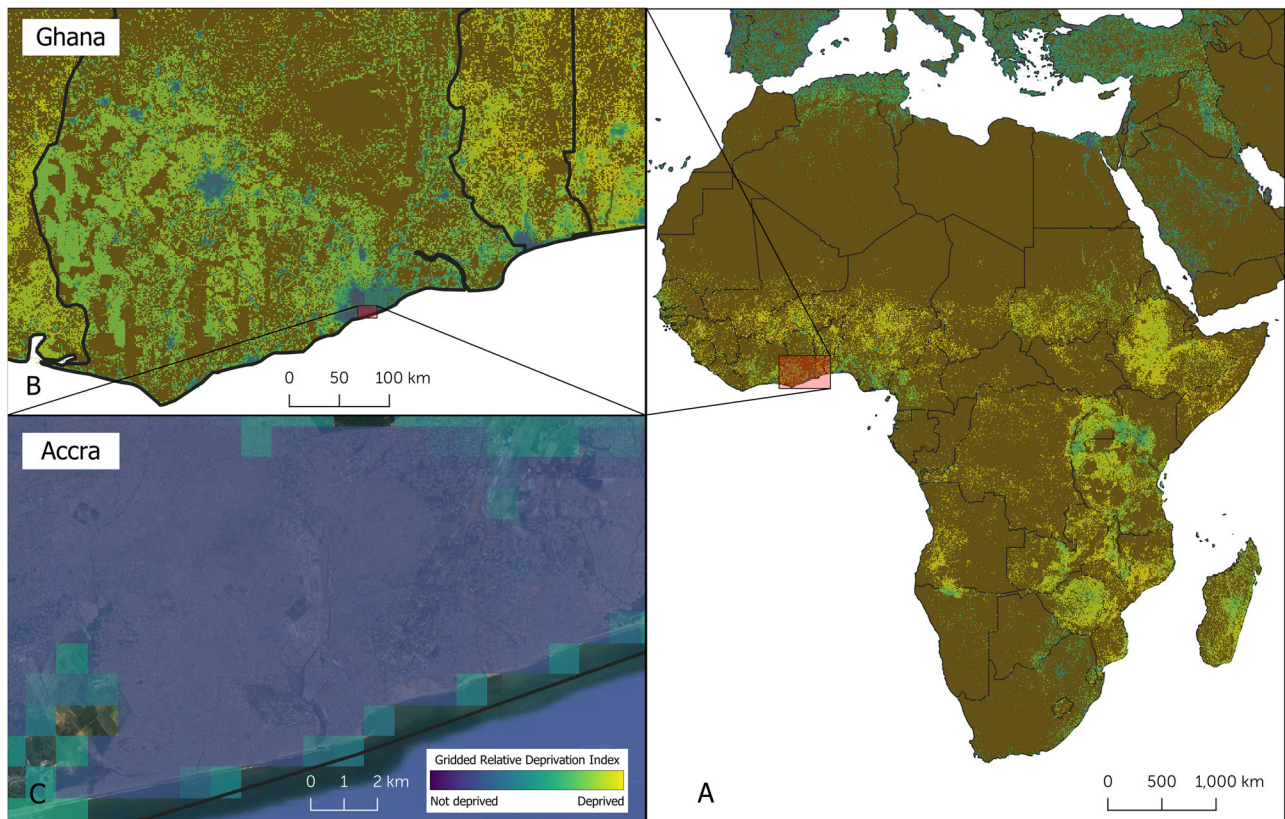 Ghana
B
0 50 100 km
Accra
C
0 1 2 km
Gridded Relative Deprivation Index
Not deprived Deprived
A
0 500 1,000 km